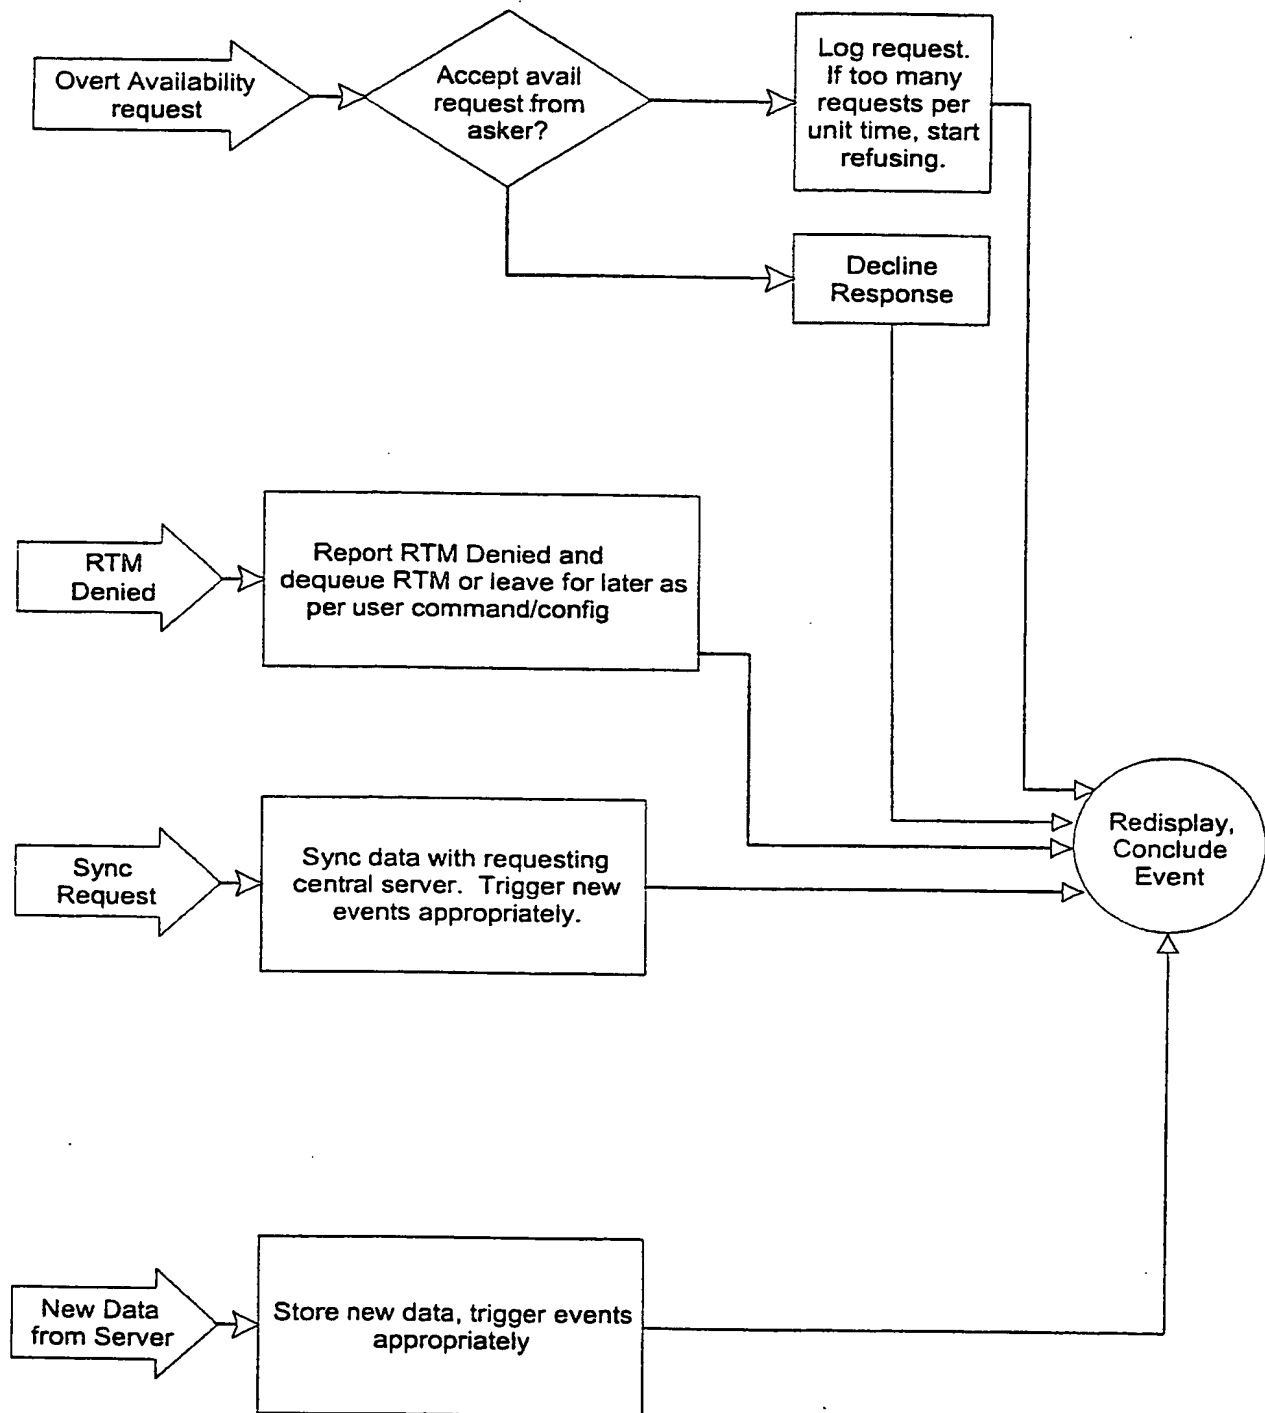 Overt Availability
request
Accept avail
request from
asker?
Log request.
If too many
requests per
unit time, start
refusing.
Decline
Response
RTM
Denied
Report RTM Denied and
dequeue RTM or leave for later as
per user command/config
Sync
Request
Sync data with requesting
central server. Trigger new
events appropriately.
Redisplay,
Conclude
Event
New Data
from Server
Store new data, trigger events
appropriately